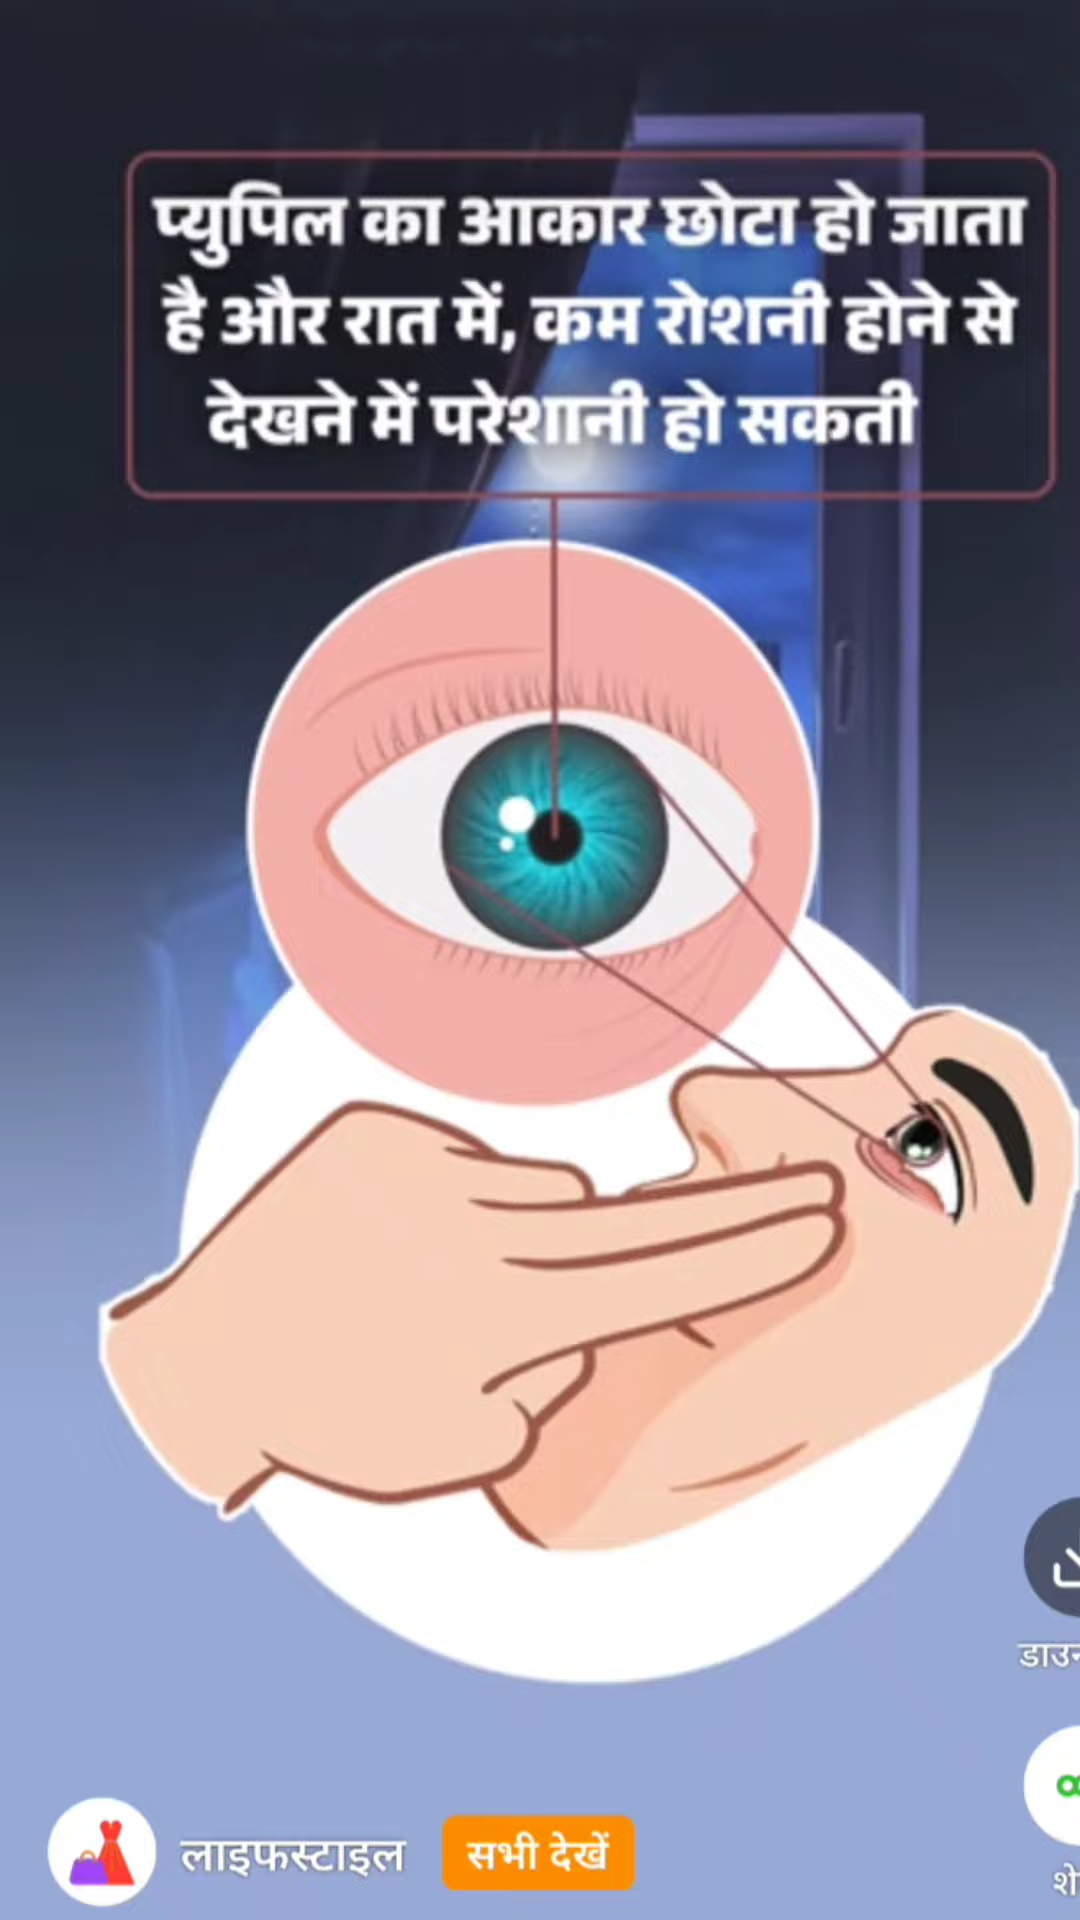 प्युपिल का आकार छोटा हो जाता
है और रात में, कम रोशनी होने से
देखने में परेशानी हो सकती
लाइफस्टाइल
सभी देखें